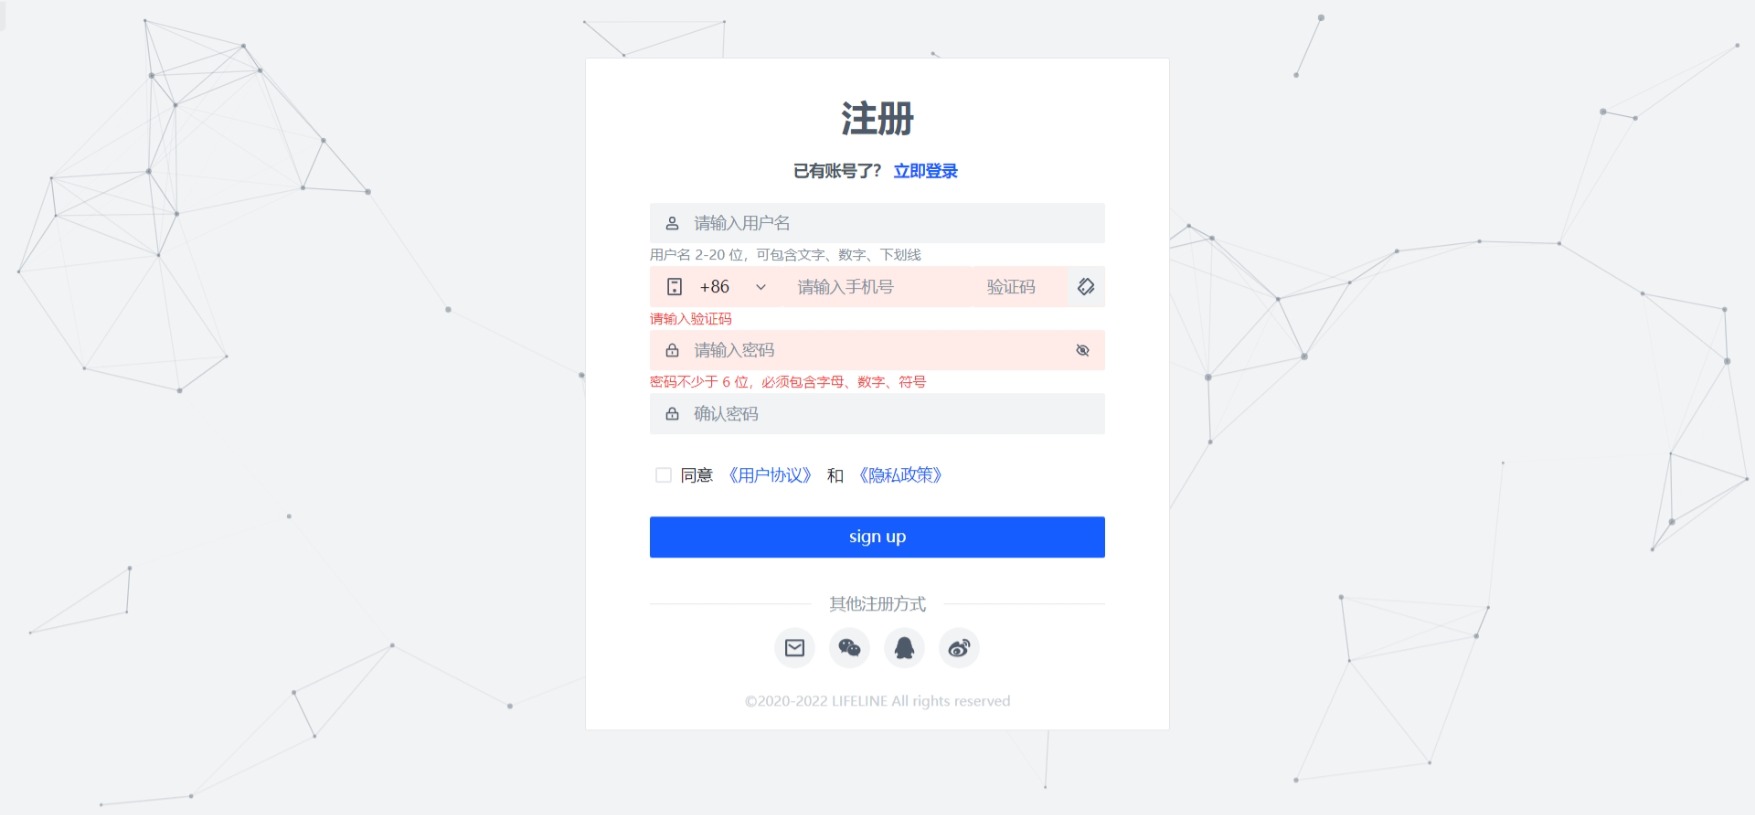 注册
已有账号了？ 立即登录
请输入用户名
用户名 2-20 位，可包含文字、数字、下划线
+86 请输入手机号 验证码
请输入验证码
请输入密码
密码不少于 6 位，必须包含字母、数字、符号
确认密码
同意 《用户协议》 和 《隐私政策》
sign up
其他注册方式
©2020-2022 LIFELINE All rights reserved